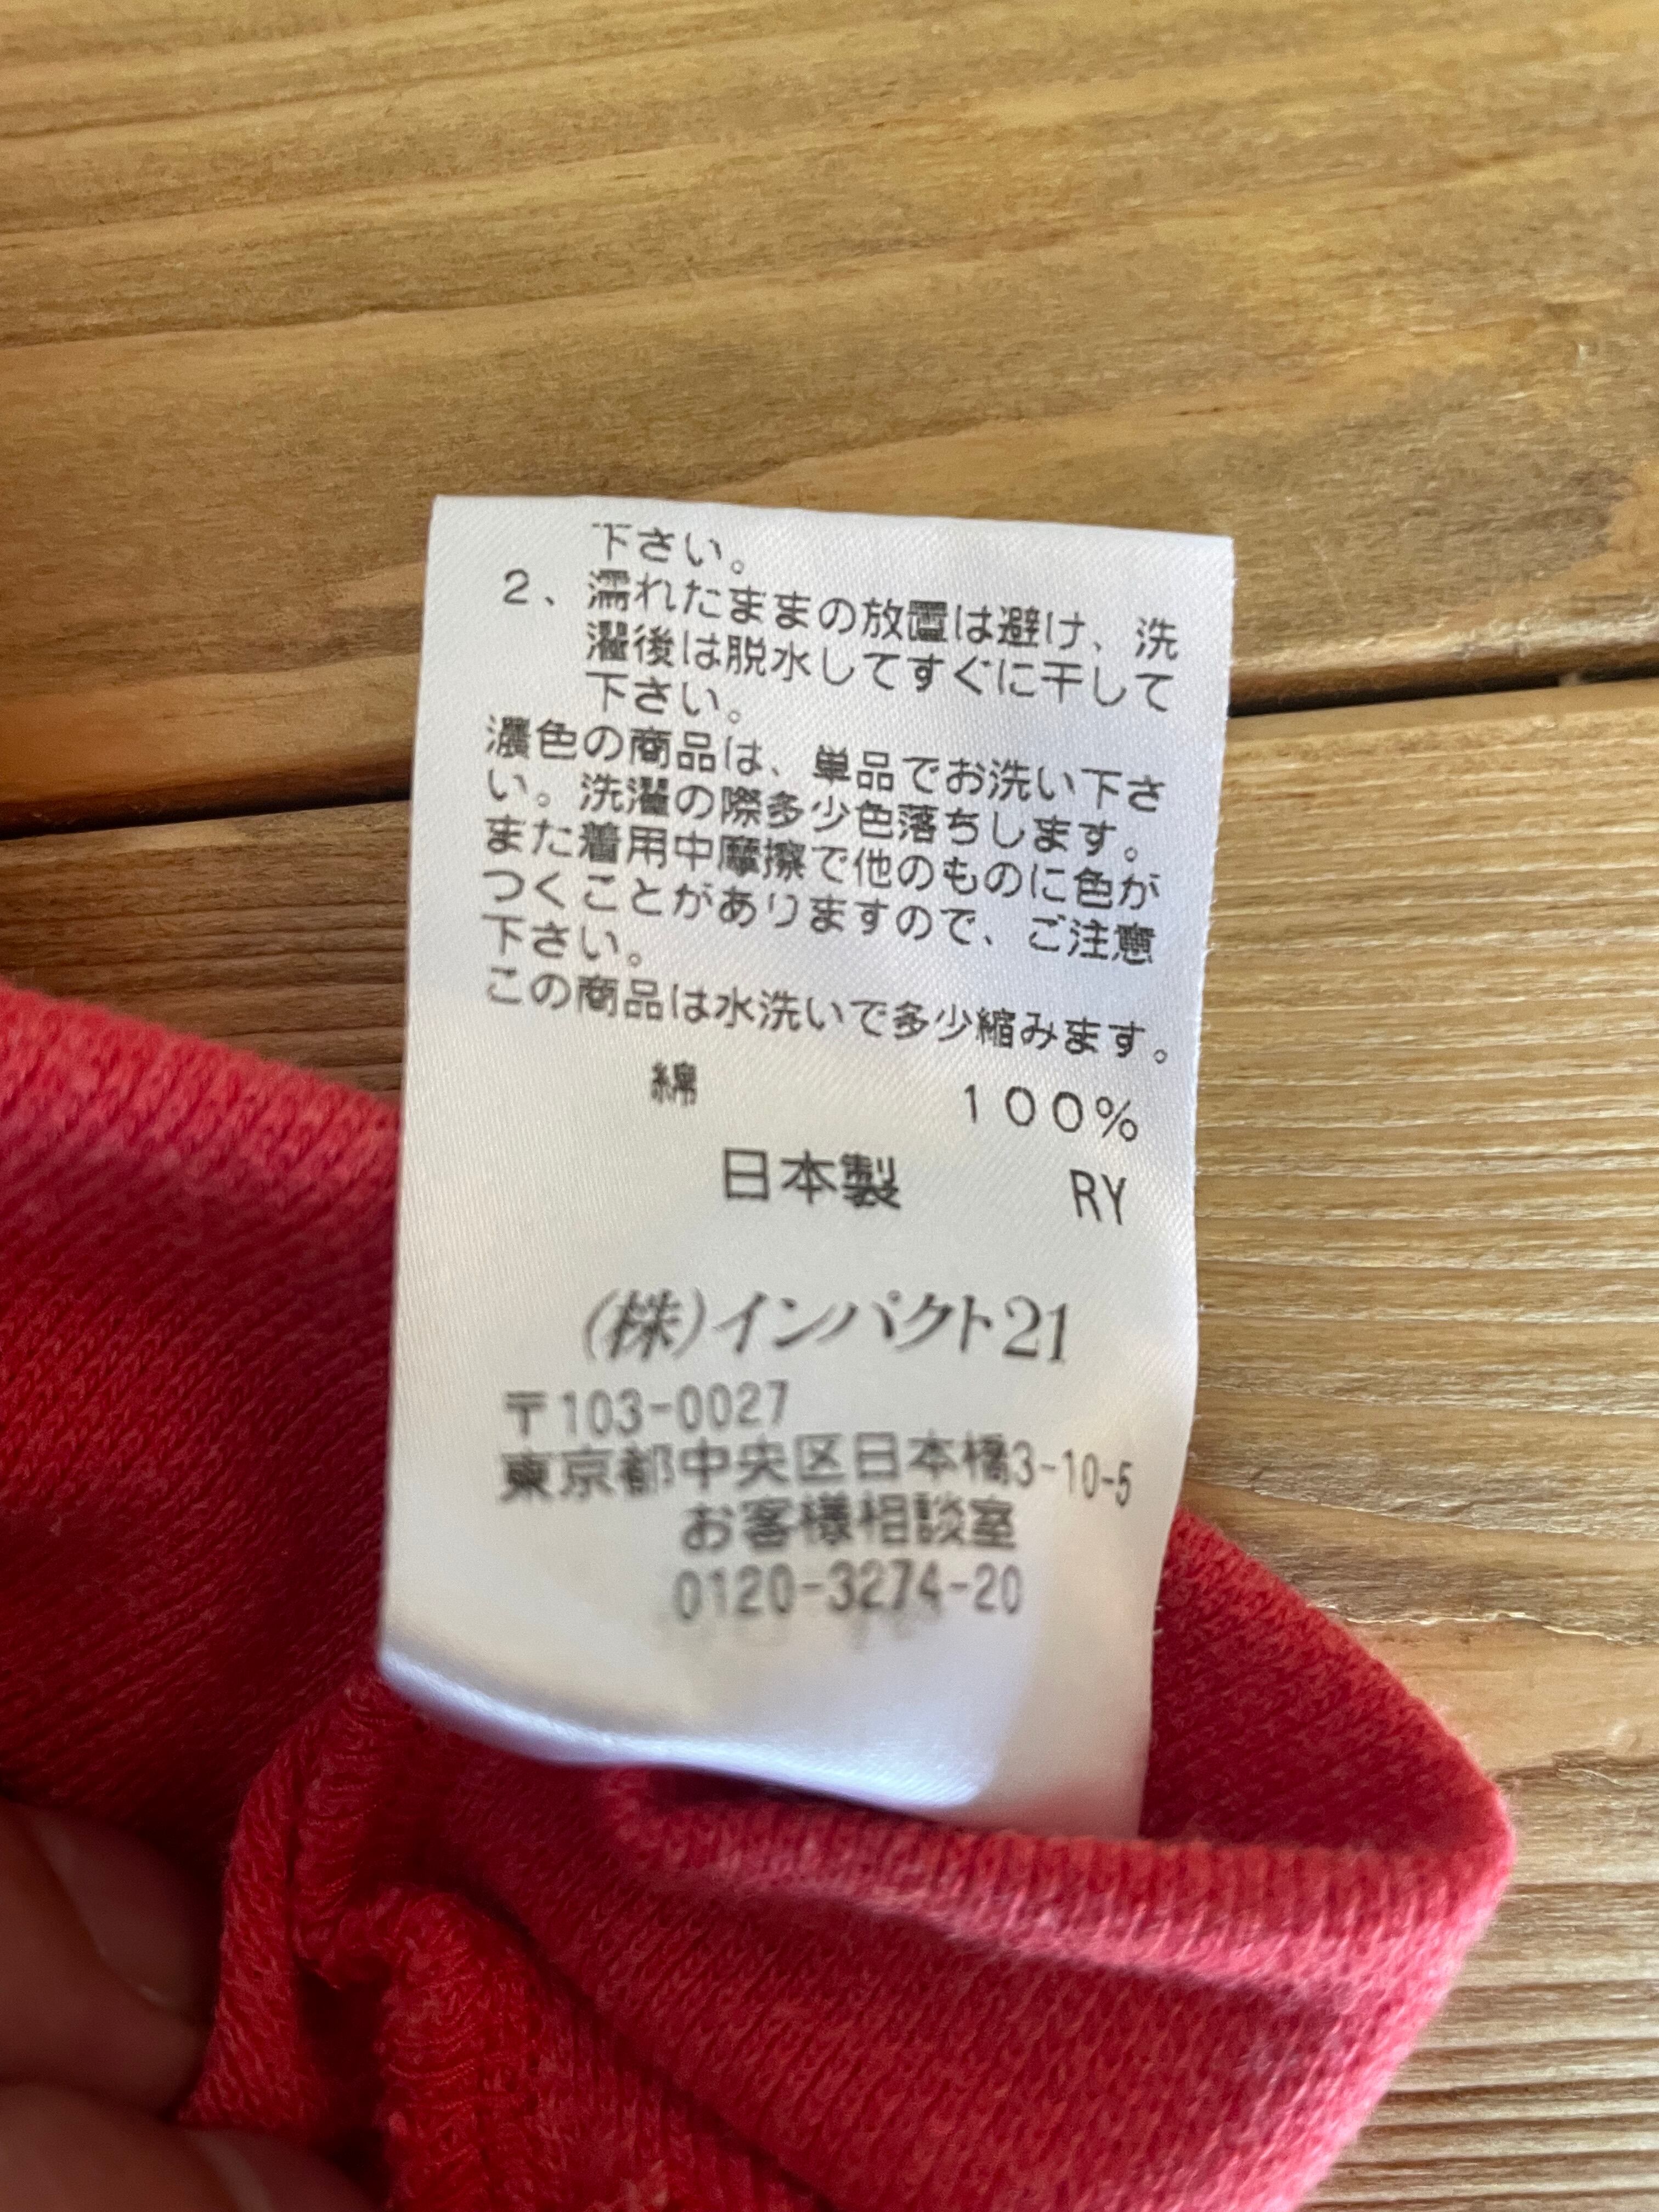 下さい。
2、濡れたままの放置は避け、洗
濯後は脱水してすぐに干して
下さい。
濃色の商品は、単品でお洗い下さ
い。洗濯の際多少色落ちします。
また着用中摩擦で他のものに色が
つくことがありますので、ご注意
下さい。
この商品は水洗いで多少縮みます。
綿 100%
日本製 RY
(株)インパクト21
〒103-0027
東京都中央区日本橋3-10-5
お客様相談室
0120-3274-20